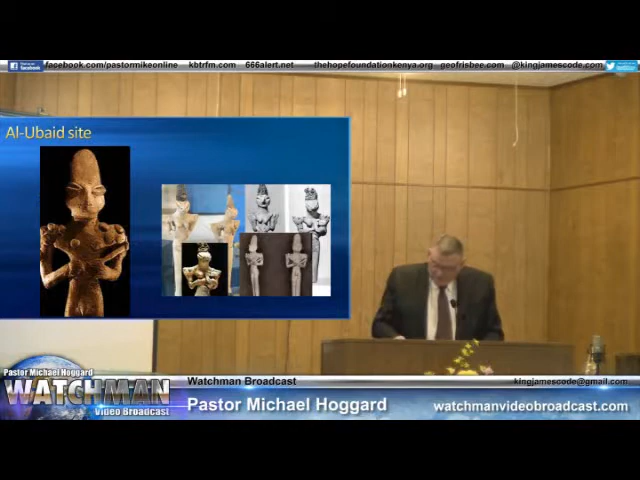 facebook.com/pastormikeonline kbtrfm.com 666alert.net thehopefoundationkenya.org geofrisbee.com @kingjamescode.com
Al-Ubaid site
Pastor Michael Hoggard
WATCHMAN
Video Broadcast
Watchman Broadcast
kingjamescode@gmail.com
Pastor Michael Hoggard
watchmanvideobroadcast.com